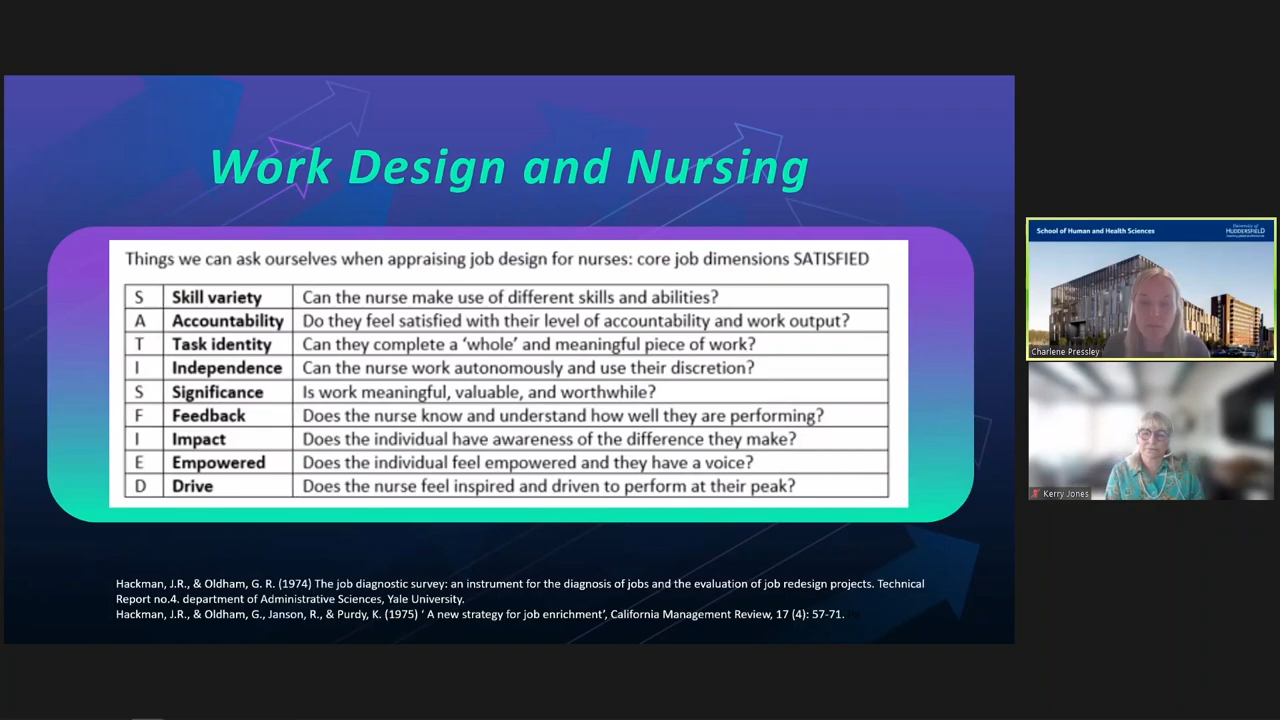 Work Design and Nursing
Things we can ask ourselves when appraising job design for nurses: core job dimensions SATISFIED
S Skill variety Can the nurse make use of different skills and abilities?
A Accountability Do they feel satisfied with their level of accountability and work output?
T Task identity Can they complete a ‘whole’ and meaningful piece of work?
I Independence Can the nurse work autonomously and use their discretion?
S Significance Is work meaningful, valuable, and worthwhile?
F Feedback Does the nurse know and understand how well they are performing?
I Impact Does the individual have awareness of the difference they make?
E Empowered Does the individual feel empowered and they have a voice?
D Drive Does the nurse feel inspired and driven to perform at their peak?
Hackman, J.R., & Oldham, G. R. (1974) The job diagnostic survey: an instrument for the diagnosis of jobs and the evaluation of job redesign projects. Technical
Report no.4. department of Administrative Sciences, Yale University.
Hackman, J.R., & Oldham, G., Janson, R., & Purdy, K. (1975) ‘ A new strategy for job enrichment’, California Management Review, 17 (4): 57-71.
School of Human and Health Sciences
University of
HUDDERSFIELD
Charlene Pressley
Kerry Jones